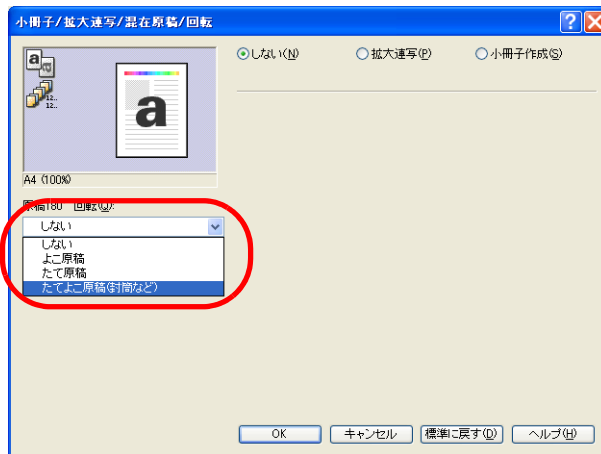 小冊子/拡大連写/混在原稿/回転
しない(N) 拡大連写(P) 小冊子作成(S)
a
a
12..
12..
a
A4 (100%)
原稿180 回転(Q):
しない
しない
よこ原稿
たて原稿
たてよこ原稿(封筒など)
OK キャンセル 標準に戻す(D) ヘルプ(H)